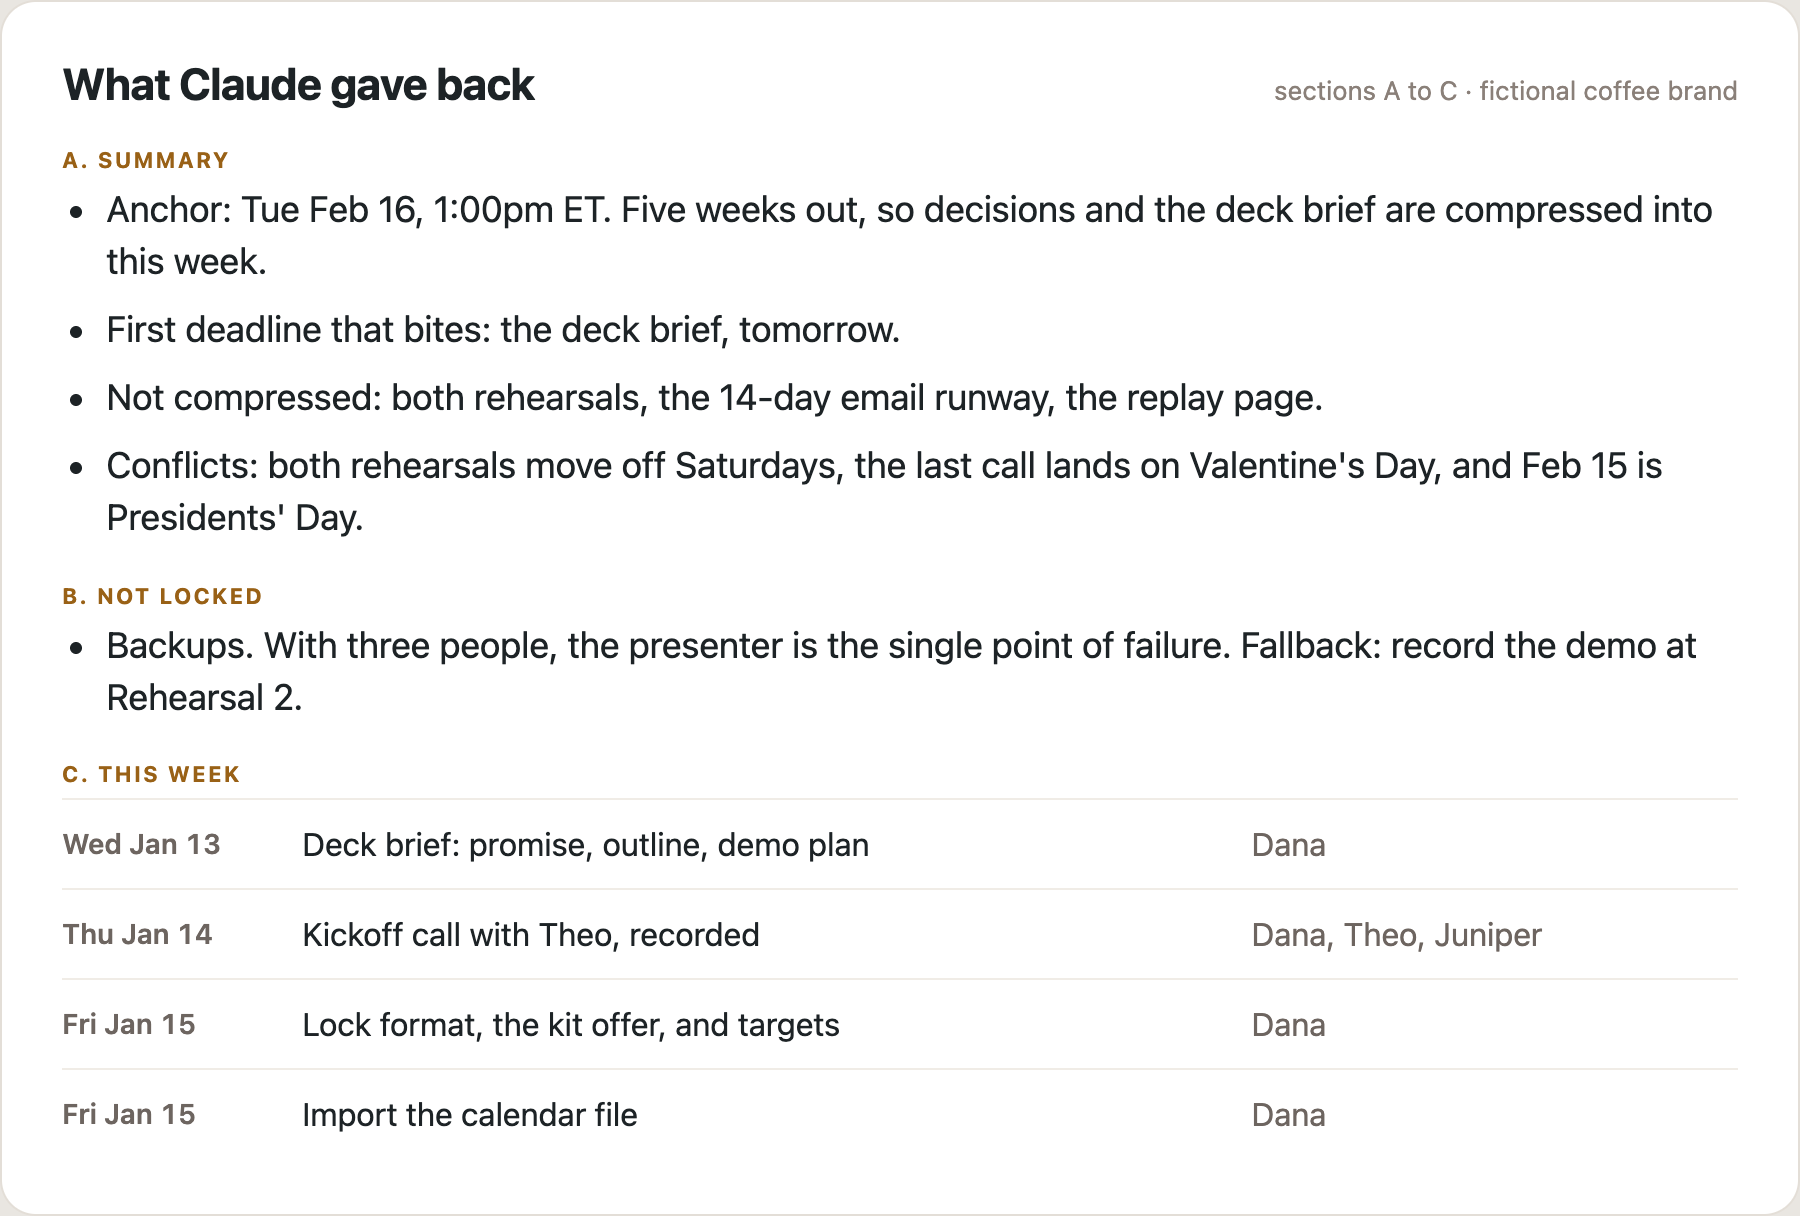 What Claude gave back
sections A to C · fictional coffee brand
A. SUMMARY
• Anchor: Tue Feb 16, 1:00pm ET. Five weeks out, so decisions and the deck brief are compressed into
this week.
• First deadline that bites: the deck brief, tomorrow.
• Not compressed: both rehearsals, the 14-day email runway, the replay page.
• Conflicts: both rehearsals move off Saturdays, the last call lands on Valentine's Day, and Feb 15 is
Presidents' Day.
B. NOT LOCKED
• Backups. With three people, the presenter is the single point of failure. Fallback: record the demo at
Rehearsal 2.
C. THIS WEEK
Wed Jan 13 Deck brief: promise, outline, demo plan Dana
Thu Jan 14 Kickoff call with Theo, recorded Dana, Theo, Juniper
Fri Jan 15 Lock format, the kit offer, and targets Dana
Fri Jan 15 Import the calendar file Dana